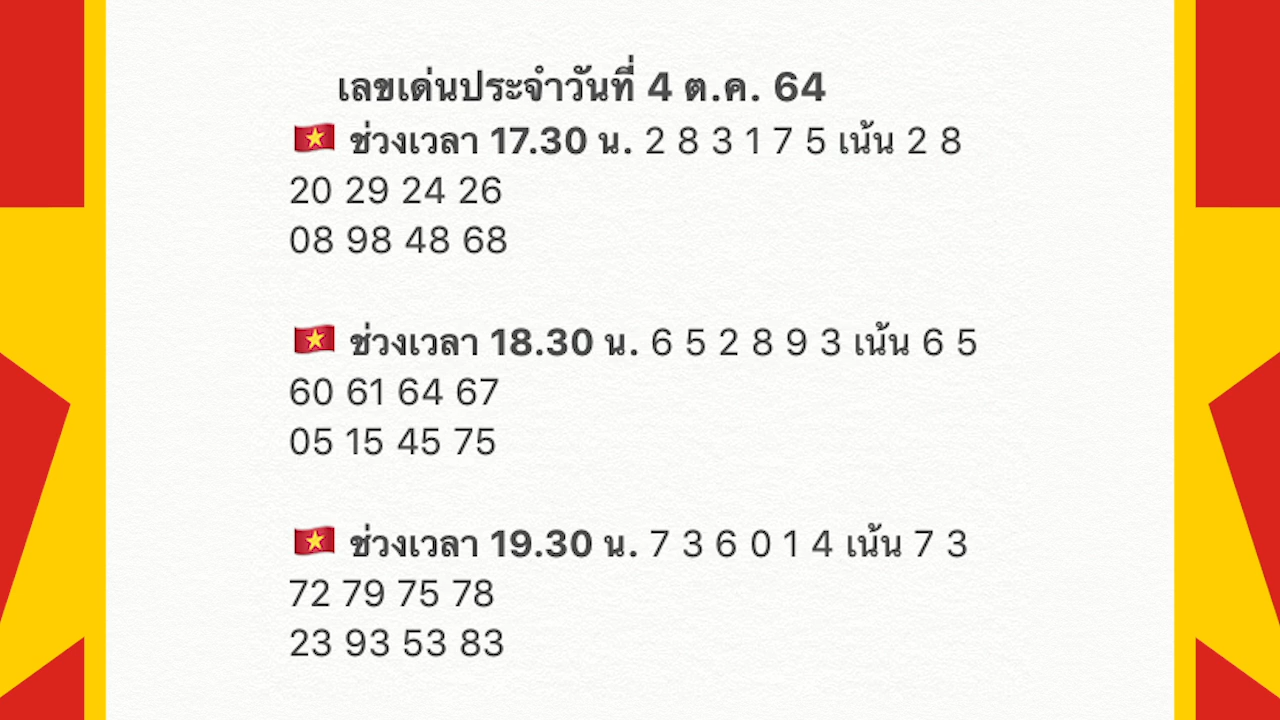 เลขเด่นประจำวันที่ 4 ต.ค. 64
🇻🇳 ช่วงเวลา 17.30 น. 2 8 3 1 7 5 เน้น 2 8
20 29 24 26
08 98 48 68
🇻🇳 ช่วงเวลา 18.30 น. 6 5 2 8 9 3 เน้น 6 5
60 61 64 67
05 15 45 75
🇻🇳 ช่วงเวลา 19.30 น. 7 3 6 0 1 4 เน้น 7 3
72 79 75 78
23 93 53 83